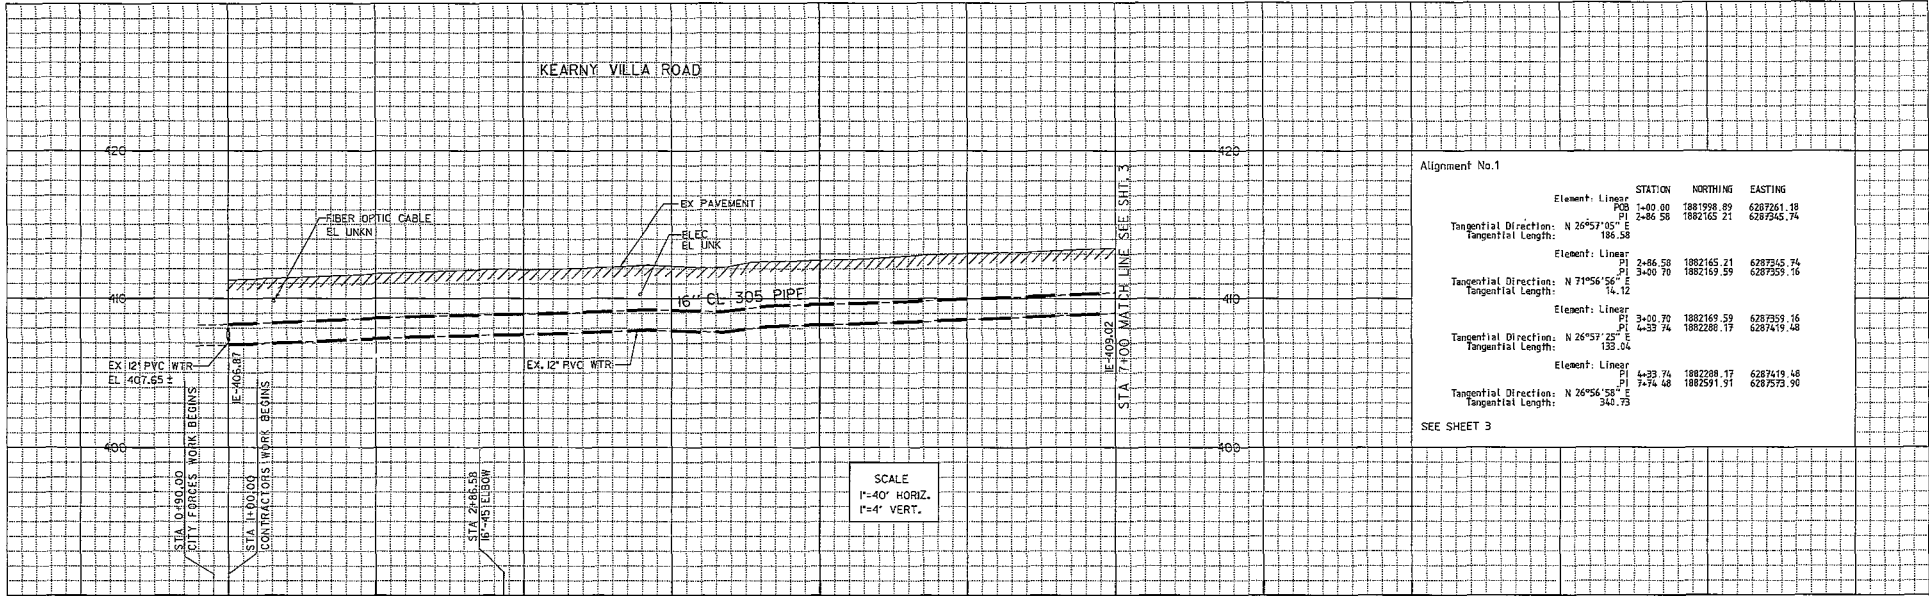 KEARNY VILLA ROAD
420
420
FIBER OPTIC CABLE
EL UNKN
EX PAVEMENT
ELEC
EL UNK
410
16" CL 305 PIPE
410
EX 12" PVC WTR
EL 407.65 ±
EX. 12" PVC WTR
IE-406.87
IE-409.02
STA 7+00 MATCH LINE SEE SHT. 3
400
400
STA 0+90.00
CITY FORCES WORK BEGINS
STA 1+00.00
CONTRACTORS WORK BEGINS
STA 2+86.58
16"-45 ELBOW
SCALE
1"=40' HORIZ.
1"=4' VERT.
Alignment No.1
STATION NORTHING EASTING
Element: Linear
POB 1+00.00 1881998.89 6287261.18
PI 2+86.58 1882165.21 6287345.74
Tangential Direction: N 26°57'05" E
Tangential Length: 186.58
Element: Linear
PI 2+86.58 1882165.21 6287345.74
PI 3+00.70 1882169.59 6287359.16
Tangential Direction: N 71°56'56" E
Tangential Length: 14.12
Element: Linear
PI 3+00.70 1882169.59 6287359.16
PI 4+33.74 1882288.17 6287419.48
Tangential Direction: N 26°57'25" E
Tangential Length: 133.04
Element: Linear
PI 4+33.74 1882288.17 6287419.48
PI 7+74.48 1882591.91 6287573.90
Tangential Direction: N 26°56'58" E
Tangential Length: 340.73
SEE SHEET 3